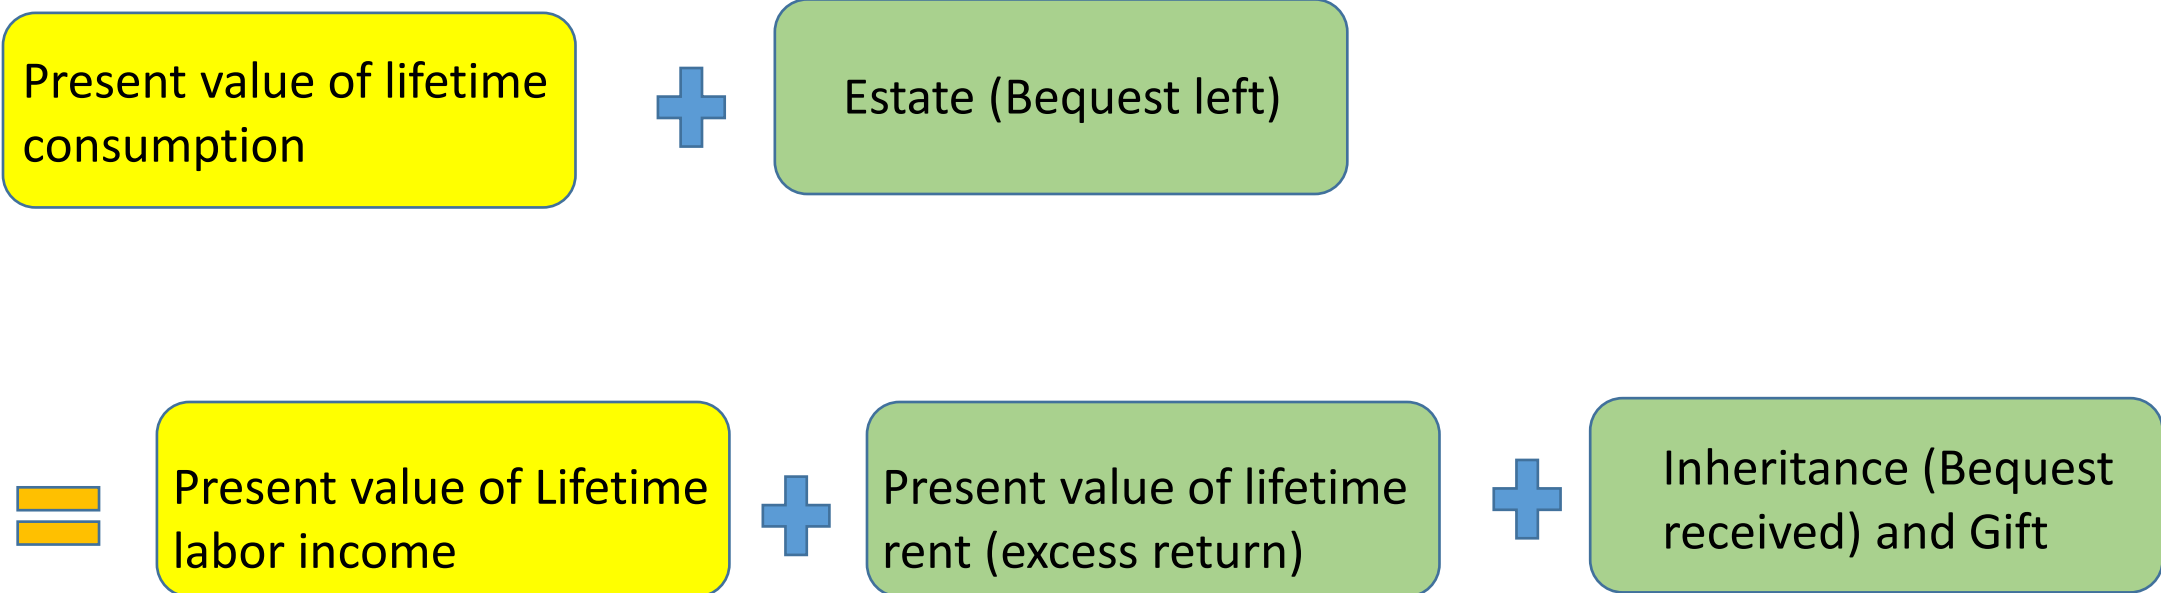 Present value of lifetime
consumption
Estate (Bequest left)
Present value of Lifetime
labor income
Present value of lifetime
rent (excess return)
Inheritance (Bequest
received) and Gift